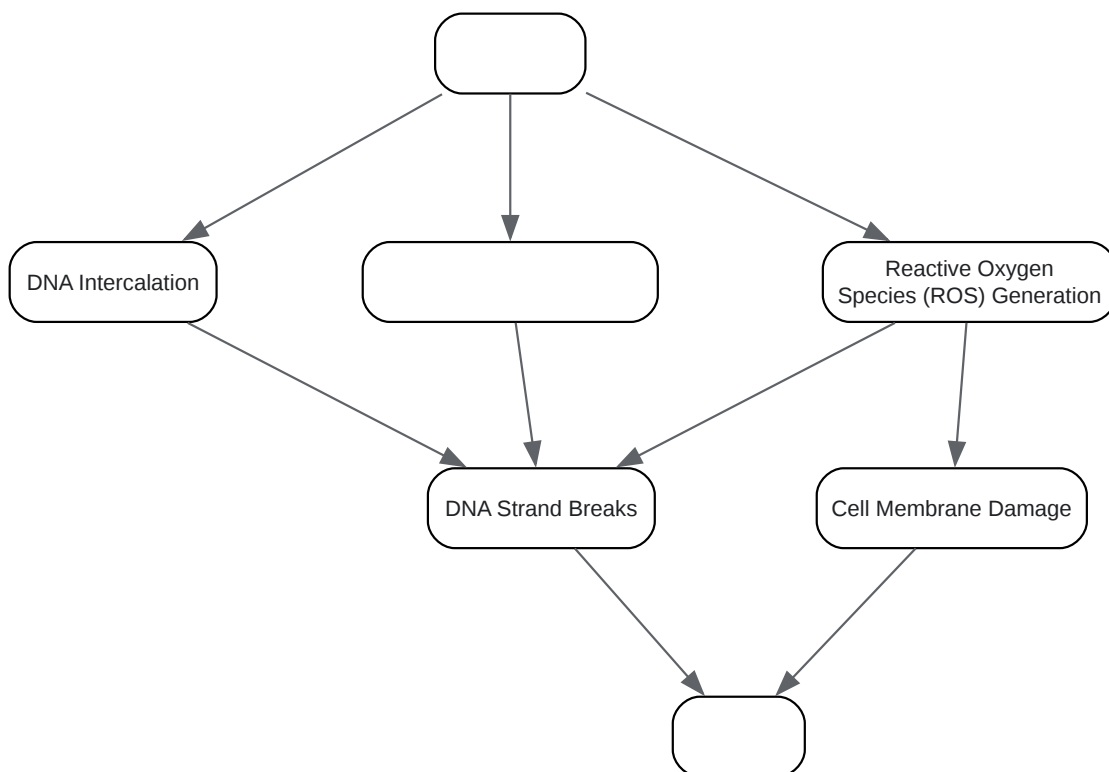 DNA Intercalation
Reactive Oxygen
Species (ROS) Generation
DNA Strand Breaks
Cell Membrane Damage